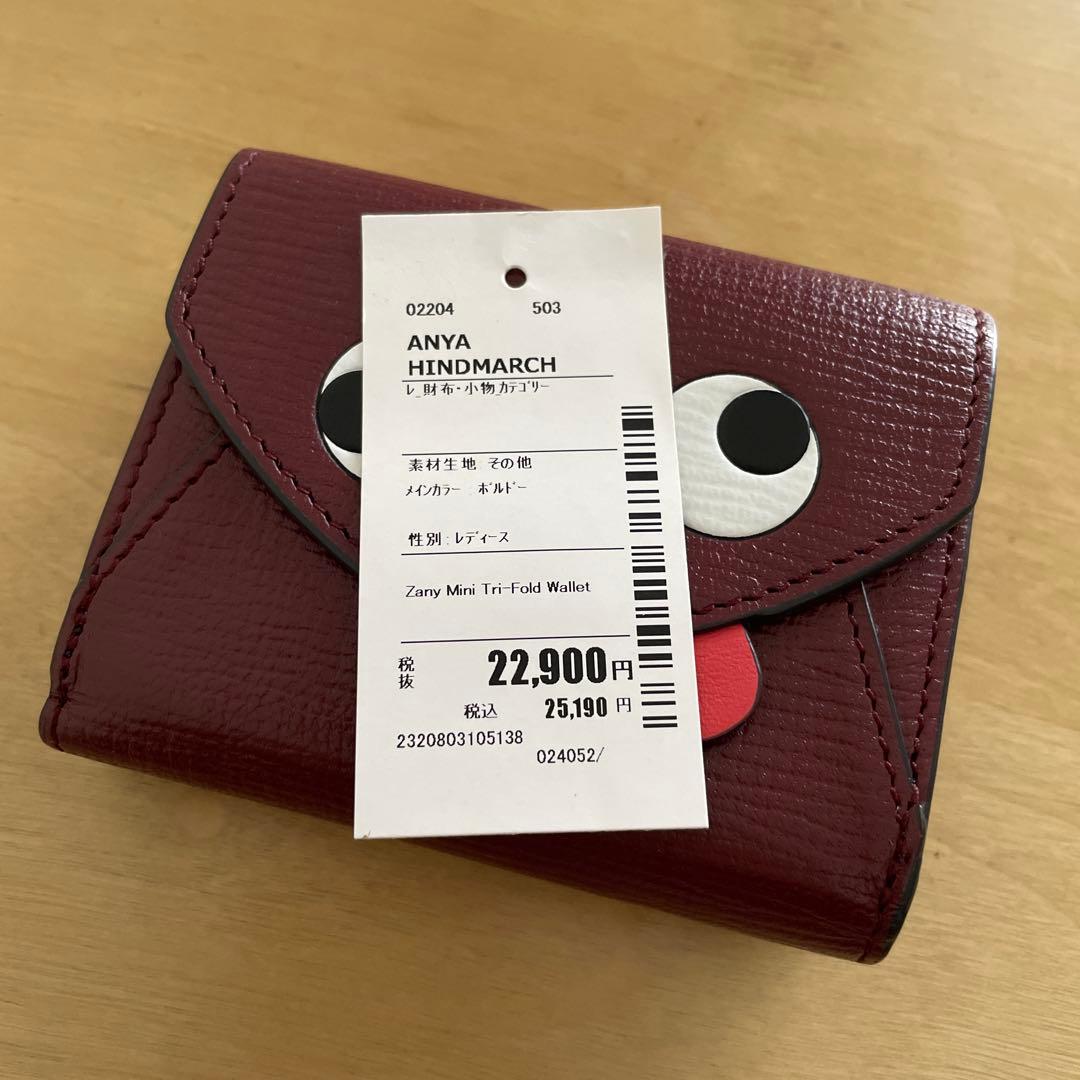 02204 503
ANYA
HINDMARCH
レ_財布・小物_ｶﾃｺﾞﾘｰ
素材生地：その他
ﾒｲﾝｶﾗｰ：ﾎﾞﾙﾄﾞｰ
性別：ﾚﾃﾞｨｰｽ
Zany Mini Tri-Fold Wallet
税抜 22,900円
税込 25,190円
2320803105138
024052/